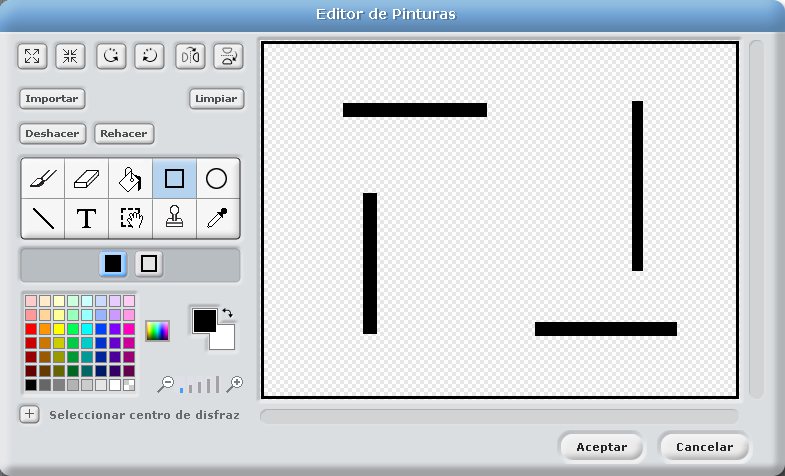 Editor de Pinturas
Importar
Limpiar
Deshacer
Rehacer
T
Seleccionar centro de disfraz
Aceptar
Cancelar